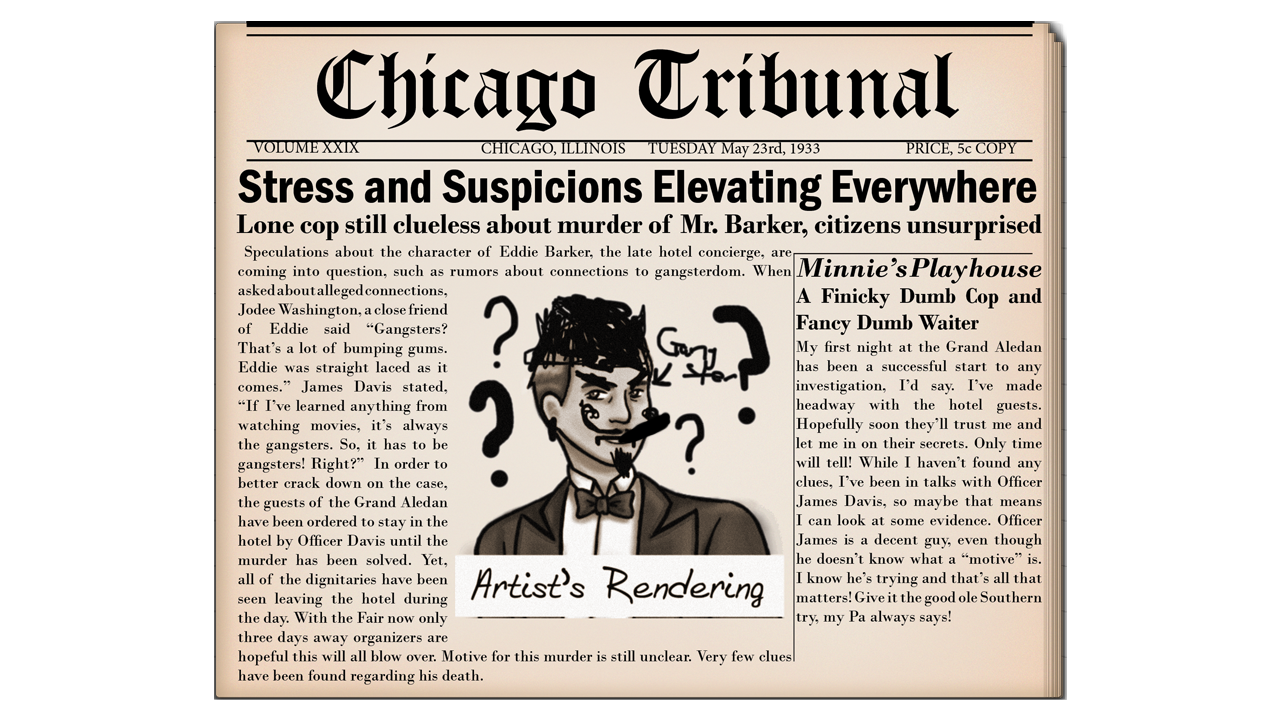 Chicago Tribunal
VOLUME XXIX
CHICAGO, ILLINOIS
TUESDAY May 23rd, 1933
PRICE, 5c COPY
Stress and Suspicions Elevating Everywhere
Lone cop still clueless about murder of Mr. Barker, citizens unsurprised
Speculations about the character of Eddie Barker, the late hotel concierge, are
coming into question, such as rumors about connections to gangsterdom. When
asked about alleged connections,
Jodee Washington, a close friend
of Eddie said “Gangsters?
That’s a lot of bumping gums.
Eddie was straight laced as it
comes.” James Davis stated,
“If I’ve learned anything from
watching movies, it’s always
the gangsters. So, it has to be
gangsters! Right?” In order to
better crack down on the case,
the guests of the Grand Aledan
have been ordered to stay in the
hotel by Officer Davis until the
murder has been solved. Yet,
all of the dignitaries have been
seen leaving the hotel during
the day. With the Fair now only
three days away organizers are
hopeful this will all blow over. Motive for this murder is still unclear. Very few clues
have been found regarding his death.
? ? ? ?
Gang
ster
Artist’s Rendering
Minnie’s Playhouse
A Finicky Dumb Cop and
Fancy Dumb Waiter
My first night at the Grand Aledan
has been a successful start to any
investigation, I’d say. I’ve made
headway with the hotel guests.
Hopefully soon they’ll trust me and
let me in on their secrets. Only time
will tell! While I haven’t found any
clues, I’ve been in talks with Officer
James Davis, so maybe that means
I can look at some evidence. Officer
James is a decent guy, even though
he doesn’t know what a “motive” is.
I know he’s trying and that’s all that
matters! Give it the good ole Southern
try, my Pa always says!